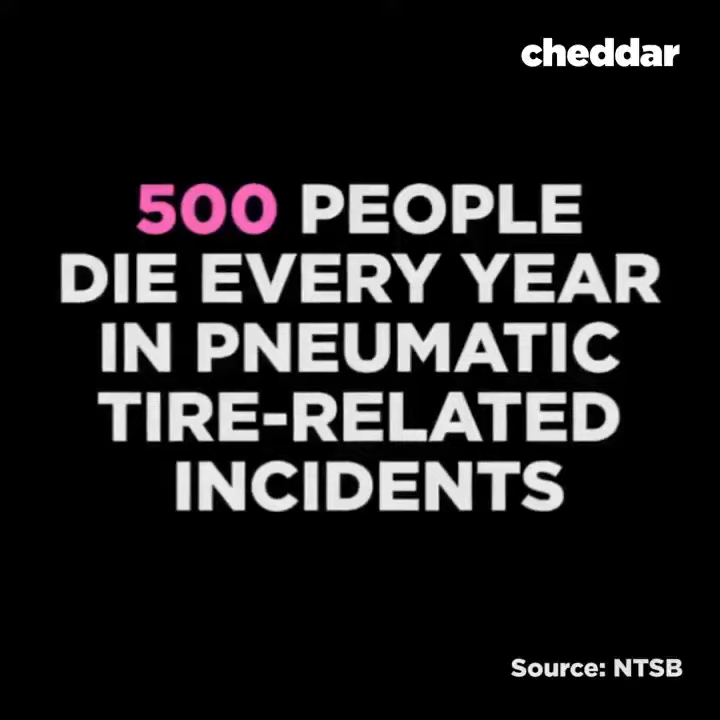 cheddar
500 PEOPLE
DIE EVERY YEAR
IN PNEUMATIC
TIRE-RELATED
INCIDENTS
Source: NTSB